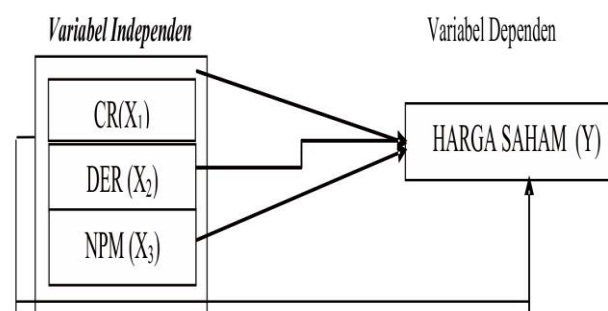 Variabel Independen
Variabel Dependen
CR(X₁)
HARGA SAHAM (Y)
DER (X₂)
NPM (X₃)